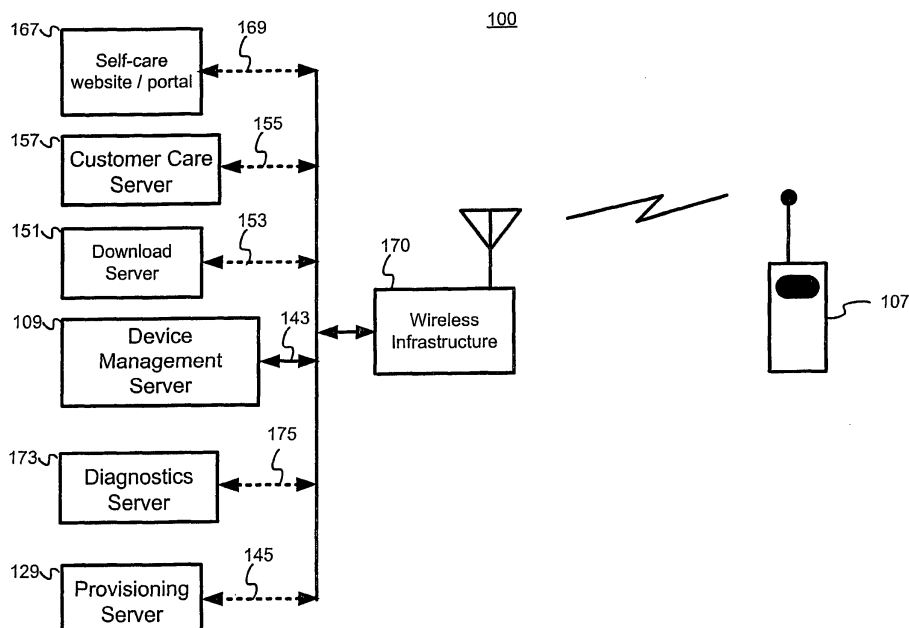 100
167
169
Self-care
website / portal
157
155
Customer Care
Server
151
153
Download
Server
170
Wireless
Infrastructure
107
109
143
Device
Management
Server
173
175
Diagnostics
Server
129
145
Provisioning
Server